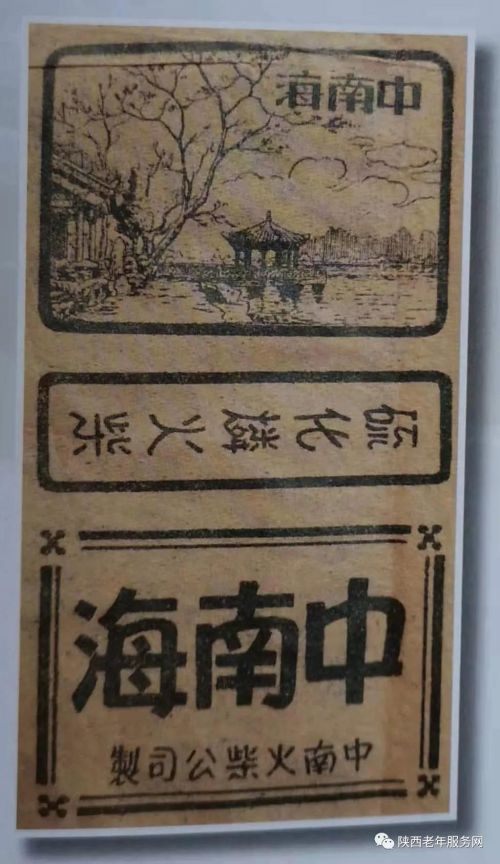 中南海
硫化燐火柴
中南海
中南火柴公司製
陕西老年服务网